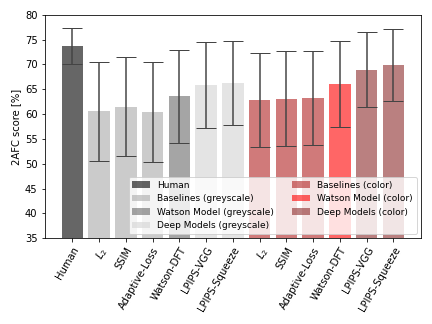 80
75
70
65
60
55
50
45
40
35
2AFC score [%]
Human
Baselines (greyscale)
Watson Model (greyscale)
Deep Models (greyscale)
Baselines (color)
Watson Model (color)
Deep Models (color)
Human
L₂
SSIM
Adaptive-Loss
Watson-DFT
LPIPS-VGG
LPIPS-Squeeze
L₂
SSIM
Adaptive-Loss
Watson-DFT
LPIPS-VGG
LPIPS-Squeeze